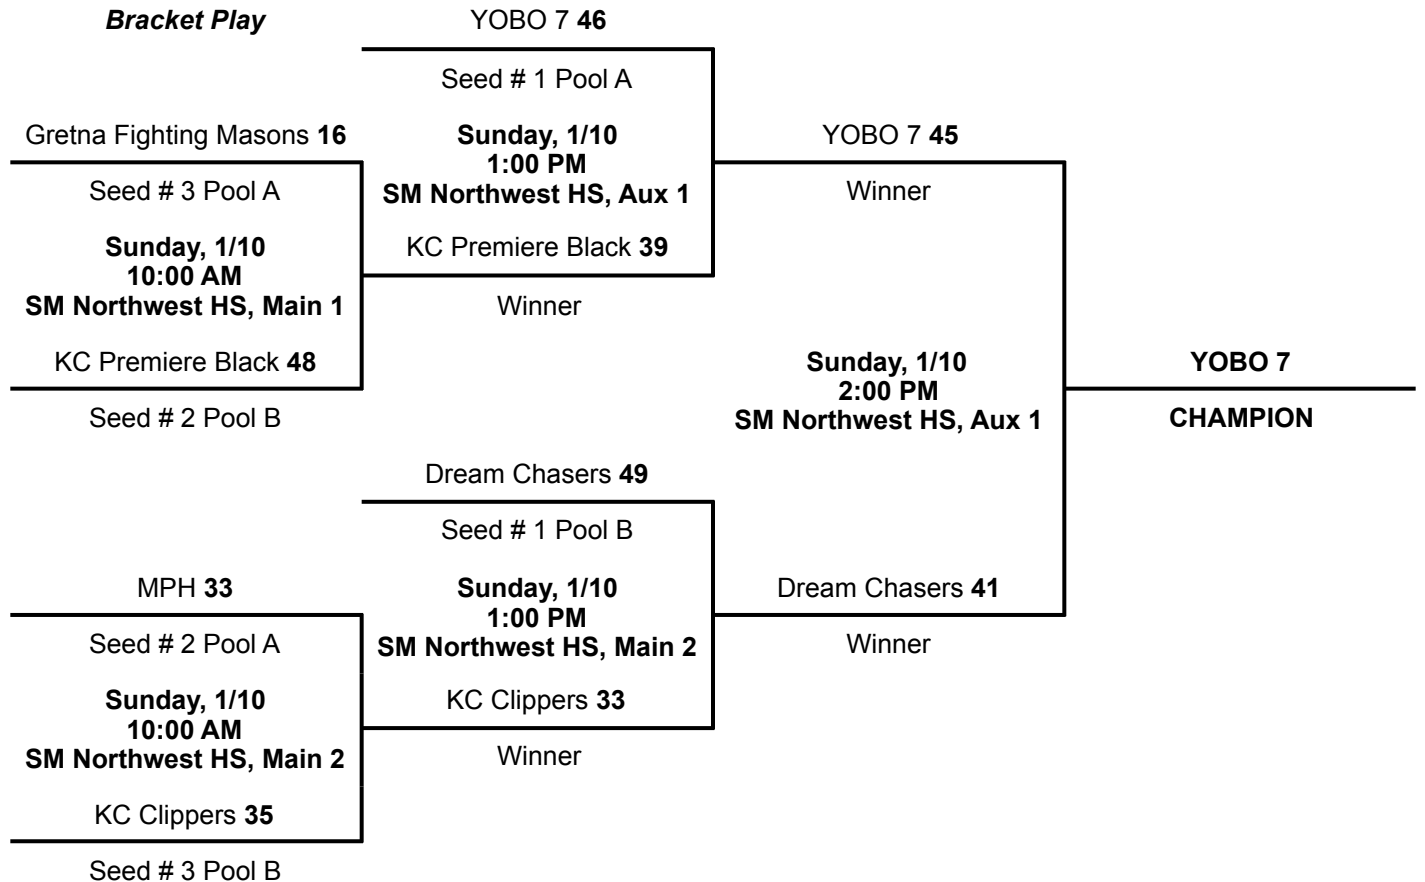 Bracket Play
YOBO 7 46
Seed # 1 Pool A
Gretna Fighting Masons 16
Sunday, 1/10
1:00 PM
SM Northwest HS, Aux 1
YOBO 7 45
Seed # 3 Pool A
Winner
Sunday, 1/10
10:00 AM
SM Northwest HS, Main 1
KC Premiere Black 39
Winner
KC Premiere Black 48
Seed # 2 Pool B
Sunday, 1/10
2:00 PM
SM Northwest HS, Aux 1
YOBO 7
CHAMPION
Dream Chasers 49
Seed # 1 Pool B
MPH 33
Seed # 2 Pool A
Sunday, 1/10
1:00 PM
SM Northwest HS, Main 2
Dream Chasers 41
Winner
Sunday, 1/10
10:00 AM
SM Northwest HS, Main 2
KC Clippers 33
Winner
KC Clippers 35
Seed # 3 Pool B